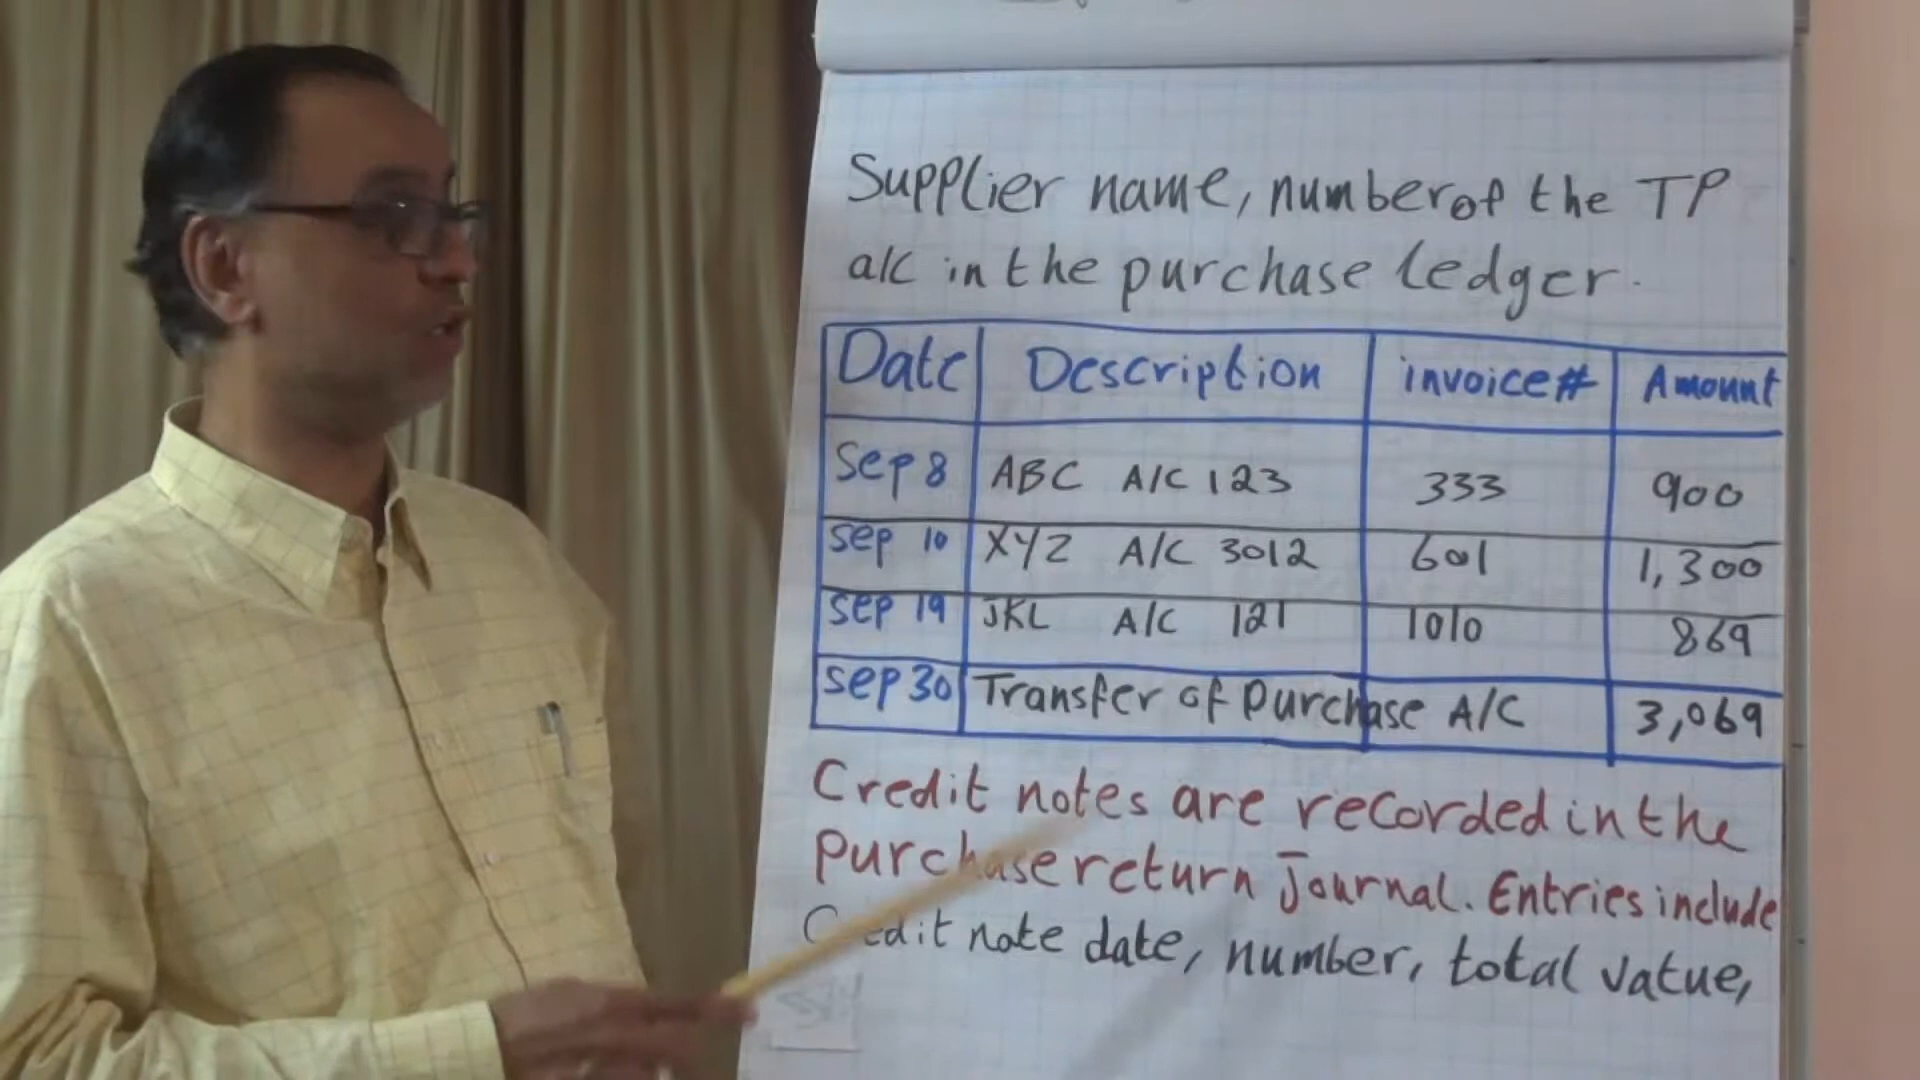 Supplier name, number of the TP
a/c in the purchase ledger.
Date Description invoice# Amount
Sep 8 ABC A/C 123 333 900
Sep 10 XYZ A/C 3012 601 1,300
Sep 19 JKL A/C 121 1010 869
Sep 30 Transfer of Purchase A/C 3,069
Credit notes are recorded in the
purchase return Journal. Entries include
Credit note date, number, total value,